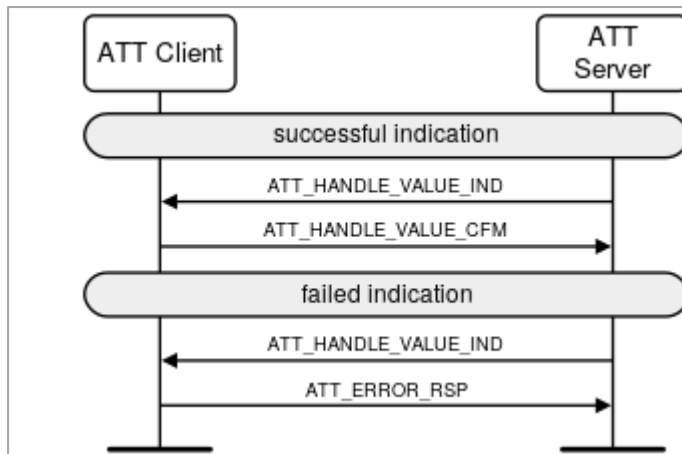 ATT Client
ATT
Server
successful indication
ATT_HANDLE_VALUE_IND
ATT_HANDLE_VALUE_CFM
failed indication
ATT_HANDLE_VALUE_IND
ATT_ERROR_RSP